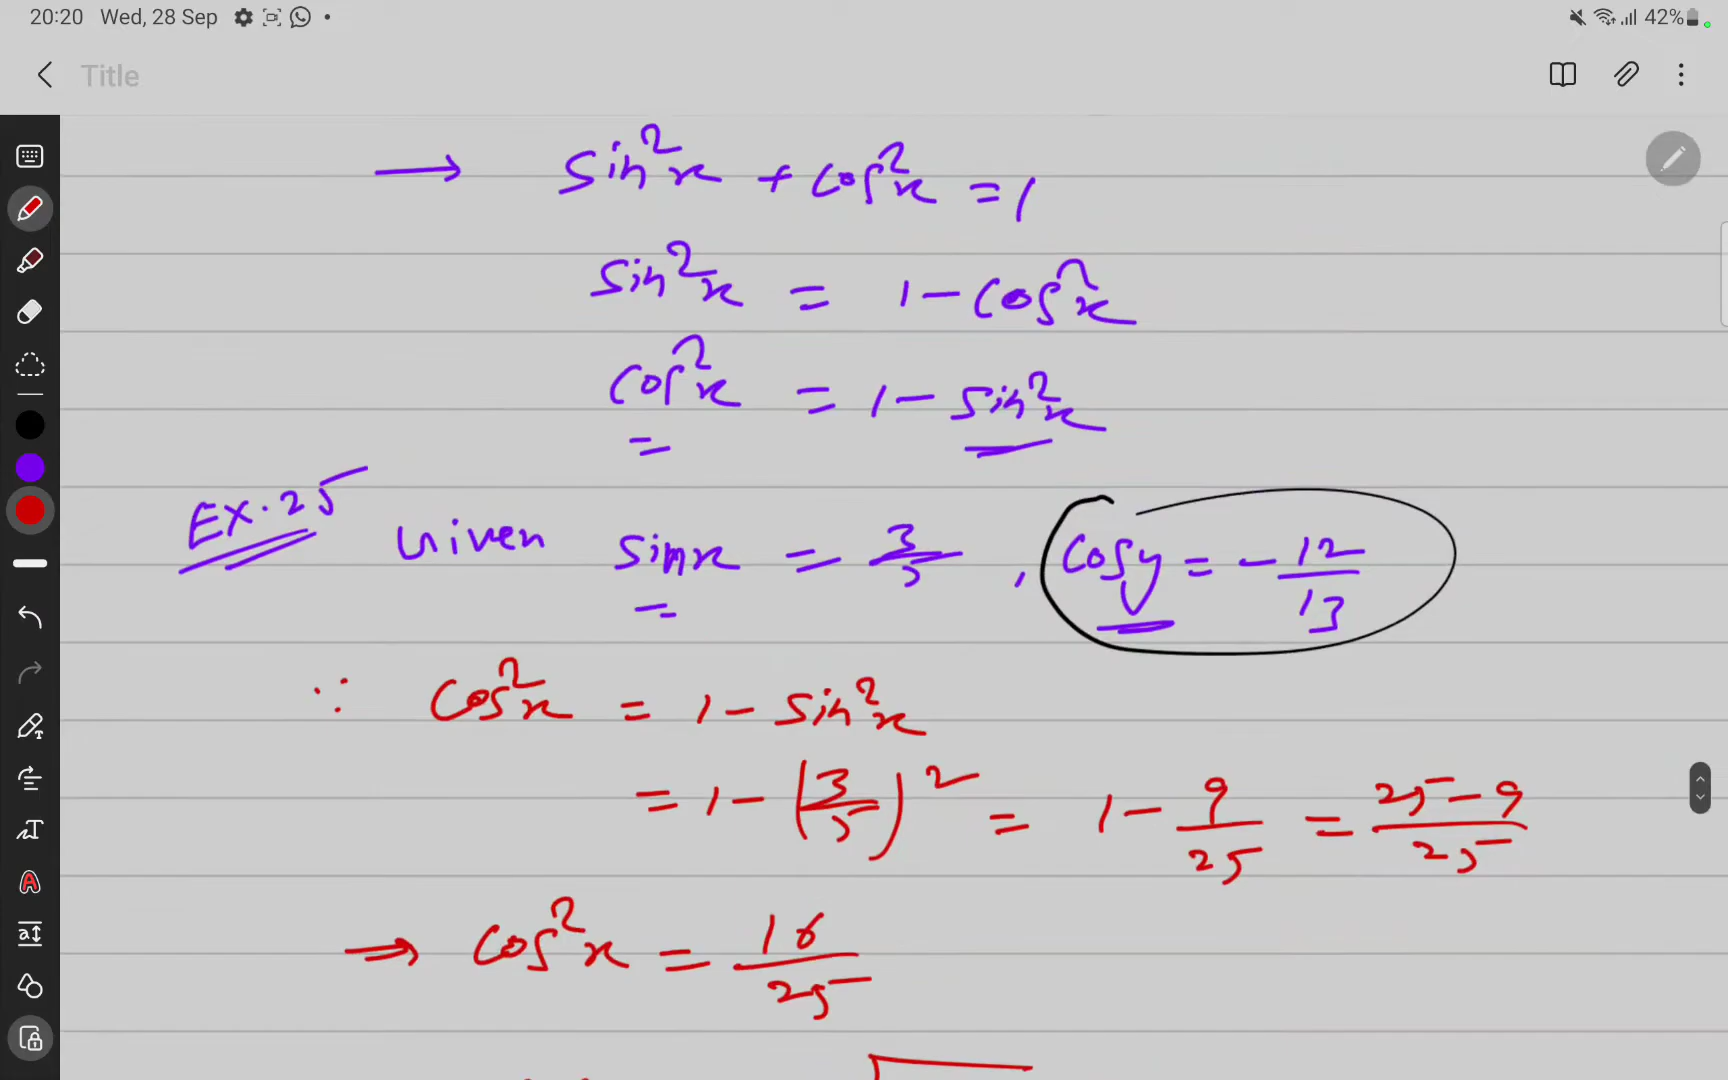 20:20 Wed, 28 Sep 42%
Title
→ sin²x + cos²x = 1
sin²x = 1 - cos²x
cos²x = 1 - sin²x
Ex. 25 Given sinx = 3/5, cosy = -12/13
∵ cos²x = 1 - sin²x
= 1 - (3/5)² = 1 - 9/25 = 25-9/25
→ cos²x = 16/25